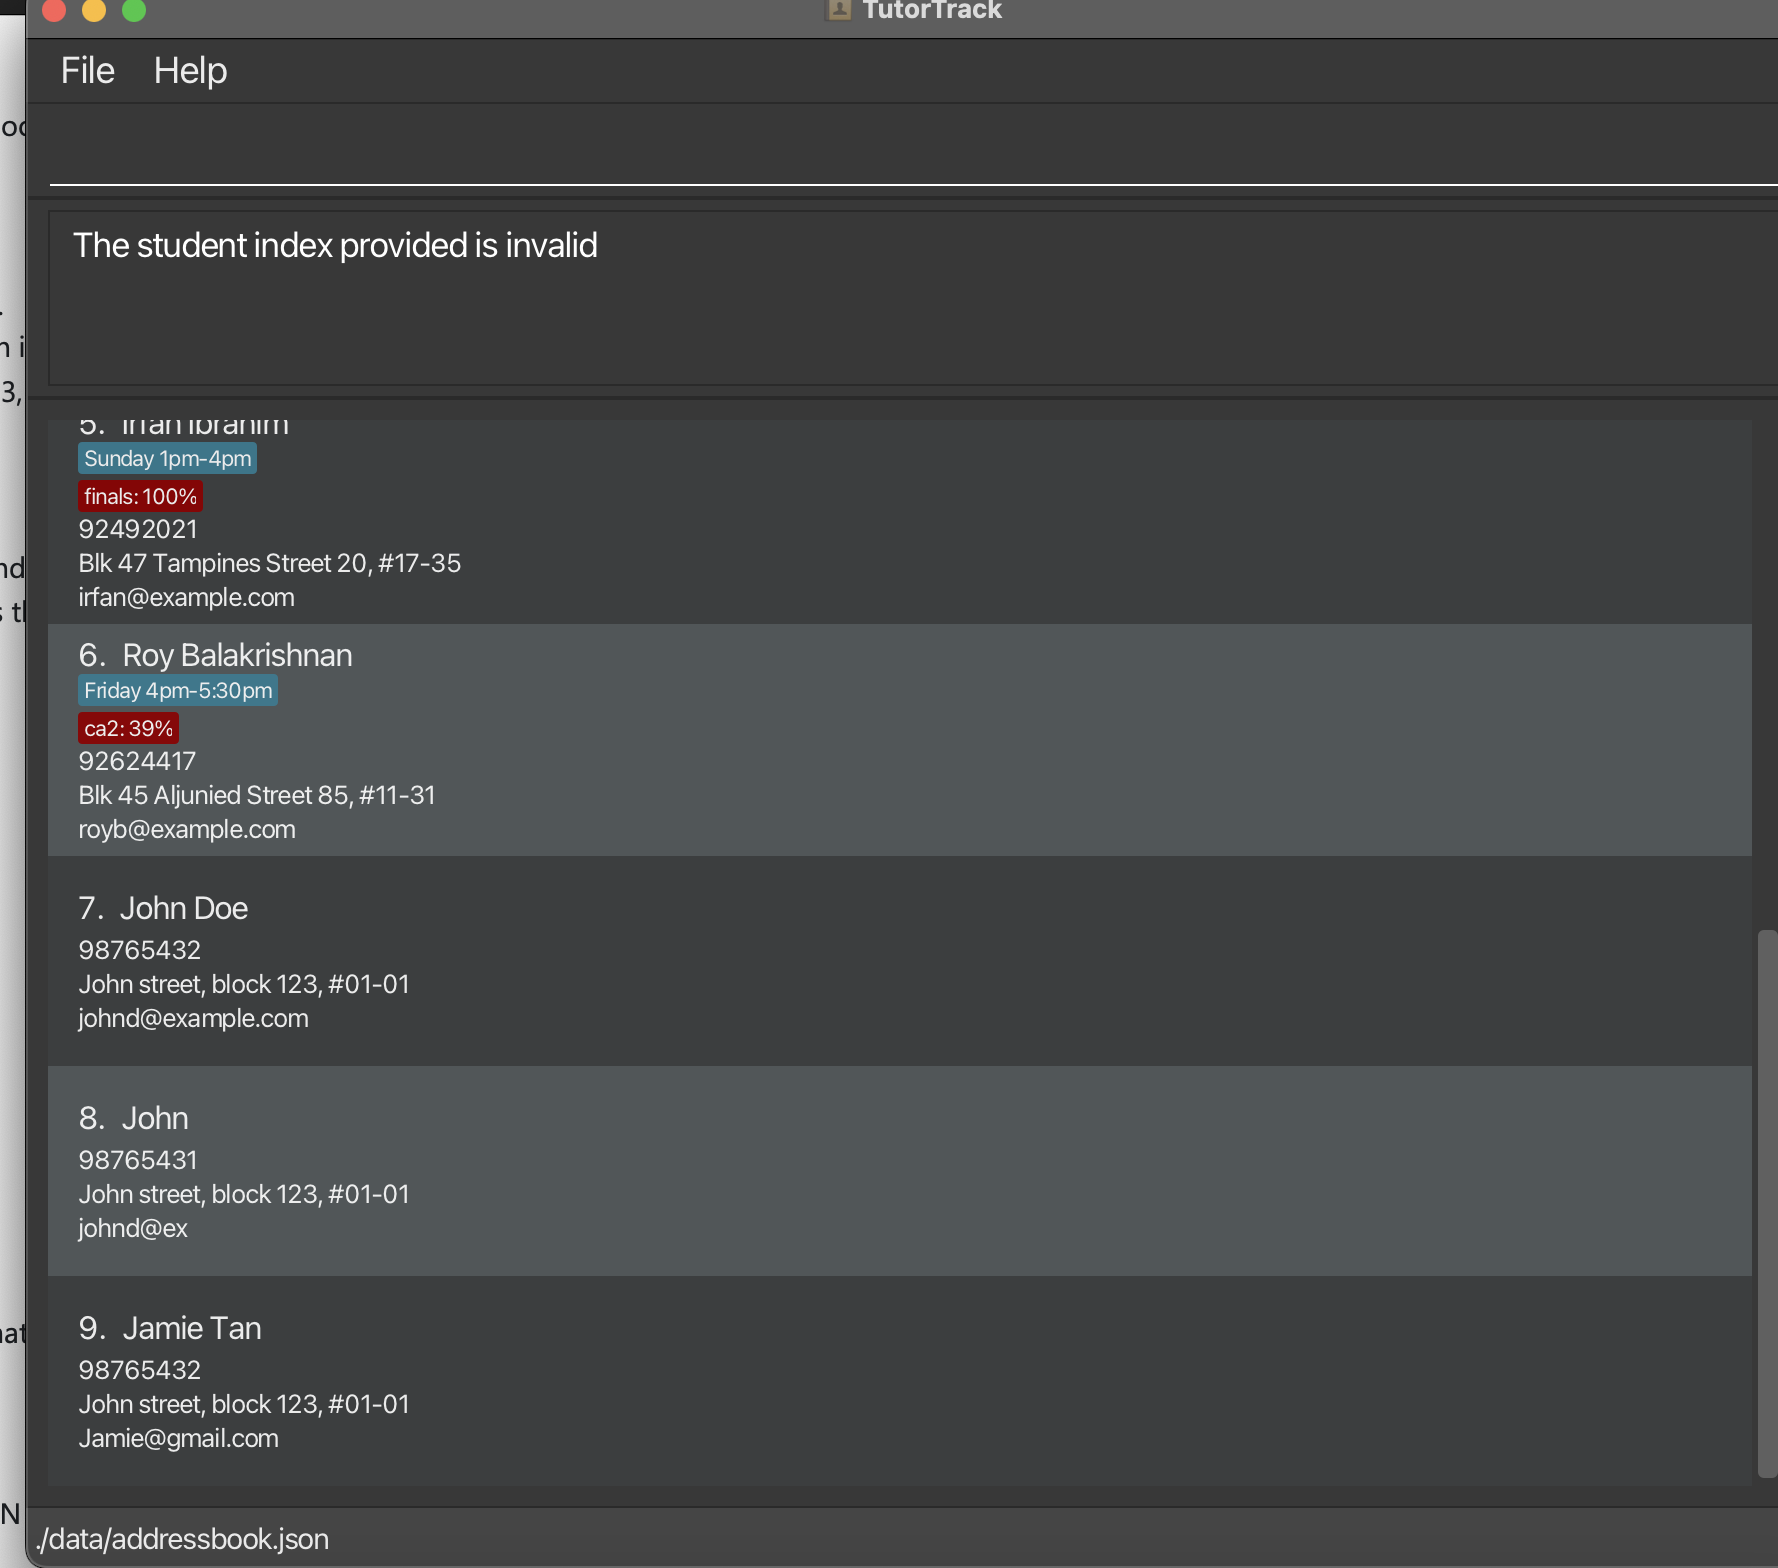 TutorTrack
File Help
The student index provided is invalid
5. Irfan Ibrahim
Sunday 1pm-4pm
finals: 100%
92492021
Blk 47 Tampines Street 20, #17-35
irfan@example.com
6. Roy Balakrishnan
Friday 4pm-5:30pm
ca2: 39%
92624417
Blk 45 Aljunied Street 85, #11-31
royb@example.com
7. John Doe
98765432
John street, block 123, #01-01
johnd@example.com
8. John
98765431
John street, block 123, #01-01
johnd@ex
9. Jamie Tan
98765432
John street, block 123, #01-01
Jamie@gmail.com
./data/addressbook.json